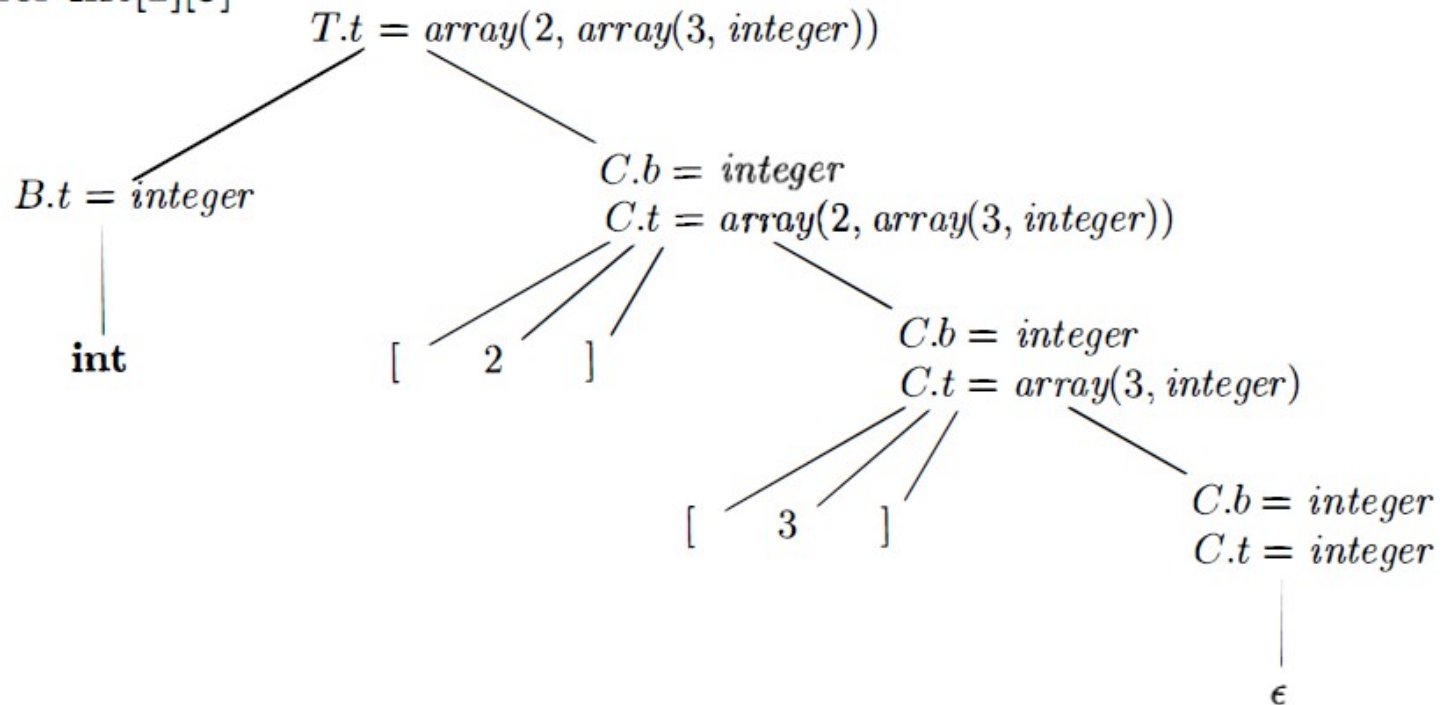 T.t = array(2, array(3, integer))
C.b = integer
B.t = integer
C.t = array(2, array(3, integer))
C.b = integer
int
[ 2 ]
C.t = array(3, integer)
C.b = integer
[ 3 ]
C.t = integer
ϵ